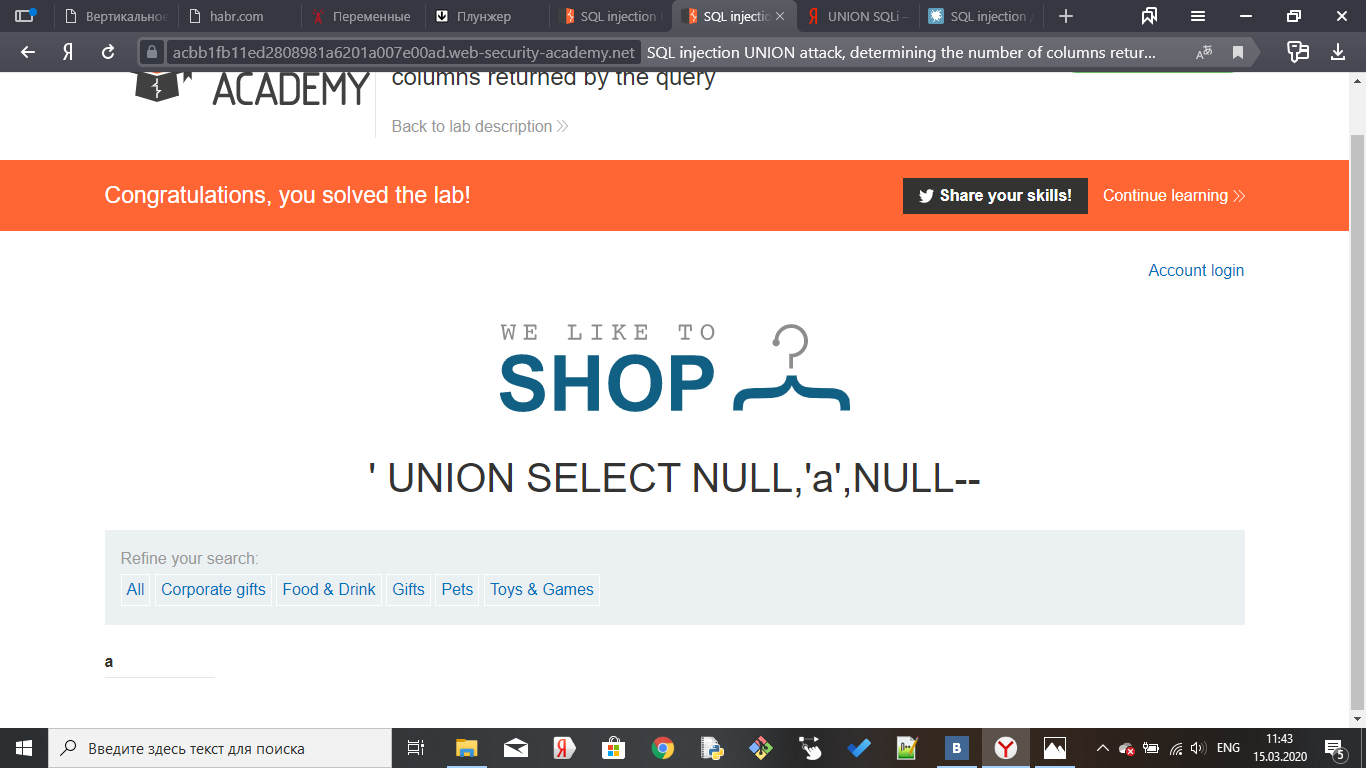 Вертикальное
habr.com
Переменные
Плунжер
SQL injection
SQL injectio
UNION SQLi –
SQL injection
acbb1fb11ed2808981a6201a007e00ad.web-security-academy.net
SQL injection UNION attack, determining the number of columns retur...
ACADEMY
columns returned by the query
Back to lab description
Congratulations, you solved the lab!
Share your skills!
Continue learning
Account login
WE LIKE TO
SHOP
' UNION SELECT NULL,'a',NULL--
Refine your search:
All
Corporate gifts
Food & Drink
Gifts
Pets
Toys & Games
a
Введите здесь текст для поиска
ENG
11:43
15.03.2020
5